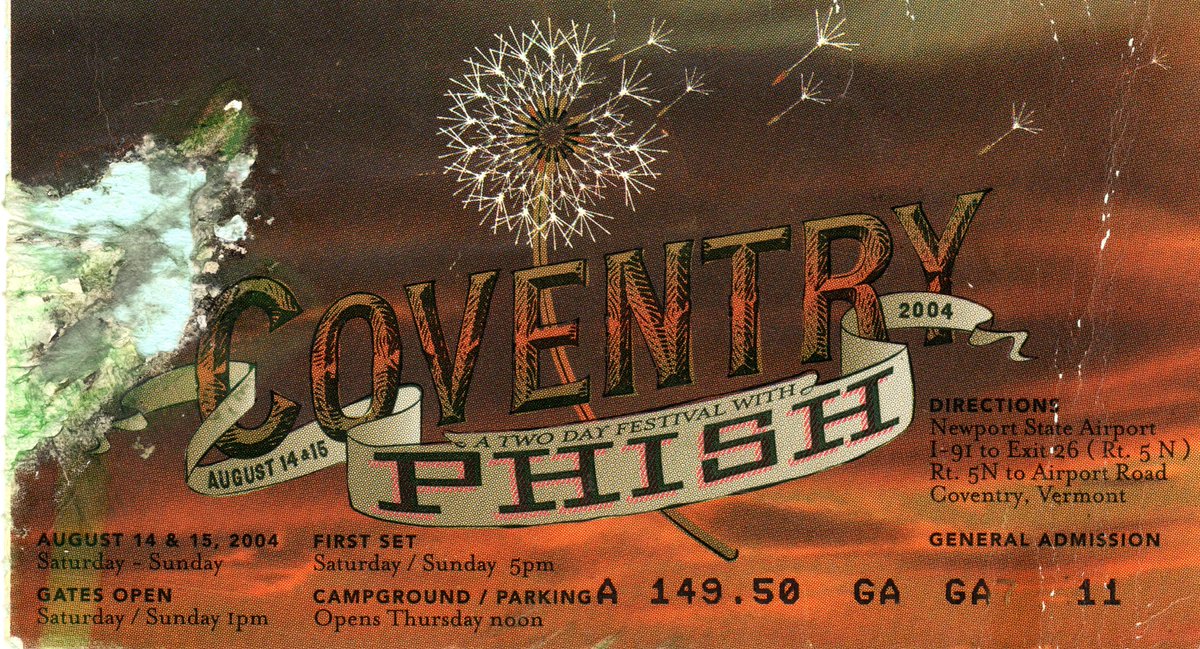 COVENTRY
2004
A TWO DAY FESTIVAL WITH
PHISH
AUGUST 14 & 15
DIRECTIONS
Newport State Airport
I-91 to Exit 26 ( Rt. 5 N )
Rt. 5N to Airport Road
Coventry, Vermont
AUGUST 14 & 15, 2004
Saturday - Sunday
GATES OPEN
Saturday / Sunday 1pm
FIRST SET
Saturday / Sunday 5pm
CAMPGROUND / PARKING
Opens Thursday noon
GENERAL ADMISSION
A 149.50 GA GA 11